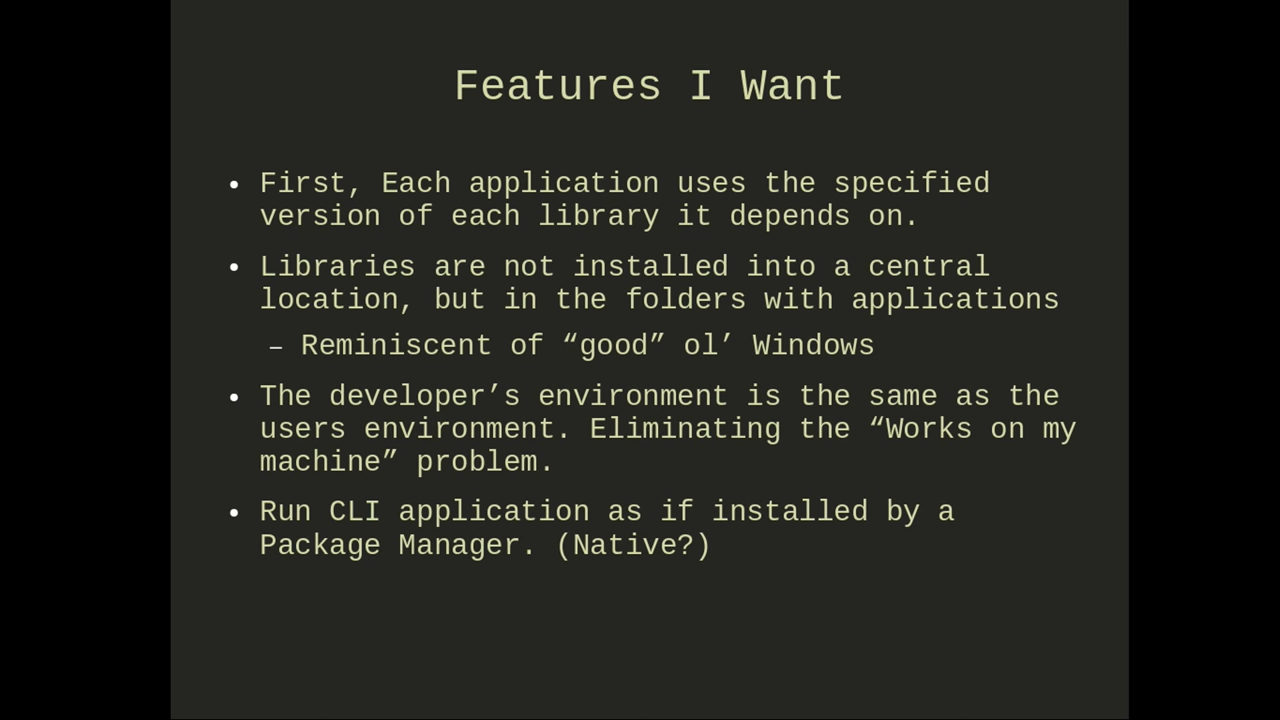 Features I Want
• First, Each application uses the specified
version of each library it depends on.
• Libraries are not installed into a central
location, but in the folders with applications
– Reminiscent of “good” ol’ Windows
• The developer’s environment is the same as the
users environment. Eliminating the “Works on my
machine” problem.
• Run CLI application as if installed by a
Package Manager. (Native?)